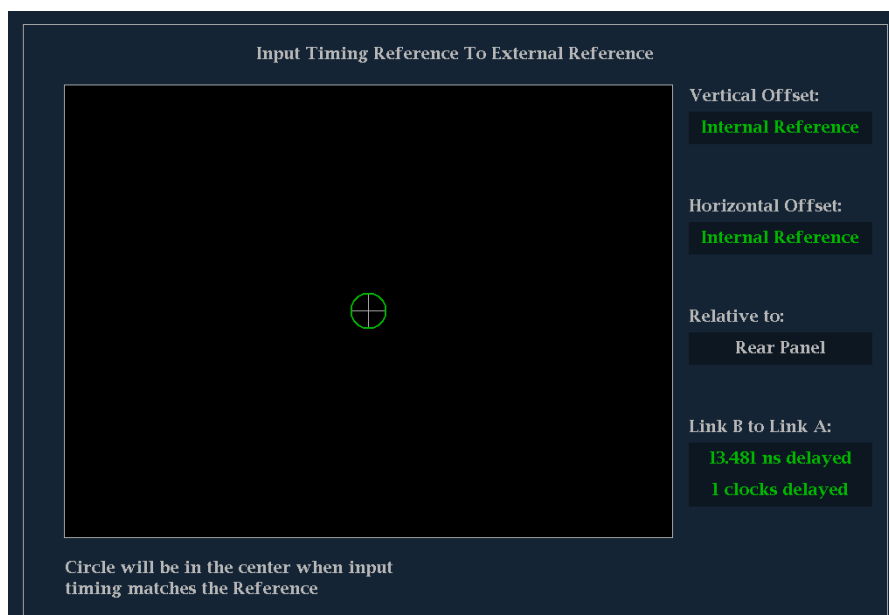 Input Timing Reference To External Reference
Vertical Offset:
Internal Reference
Horizontal Offset:
Internal Reference
Relative to:
Rear Panel
Link B to Link A:
13.481 ns delayed
1 clocks delayed
Circle will be in the center when input
timing matches the Reference